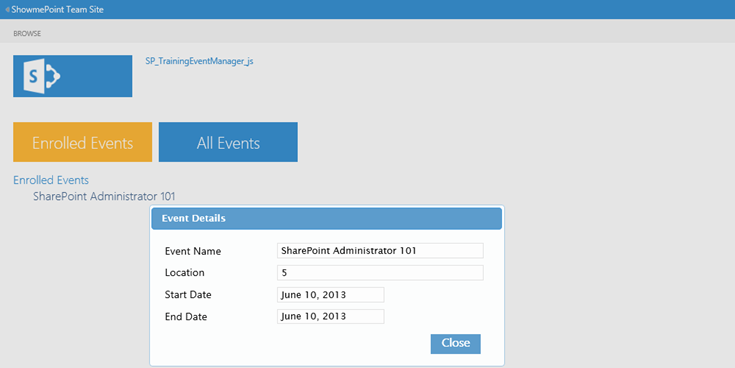 ShowmePoint Team Site
BROWSE
S
SP_TrainingEventManager_js
Enrolled Events
All Events
Enrolled Events
SharePoint Administrator 101
Event Details
Event Name SharePoint Administrator 101
Location 5
Start Date June 10, 2013
End Date June 10, 2013
Close